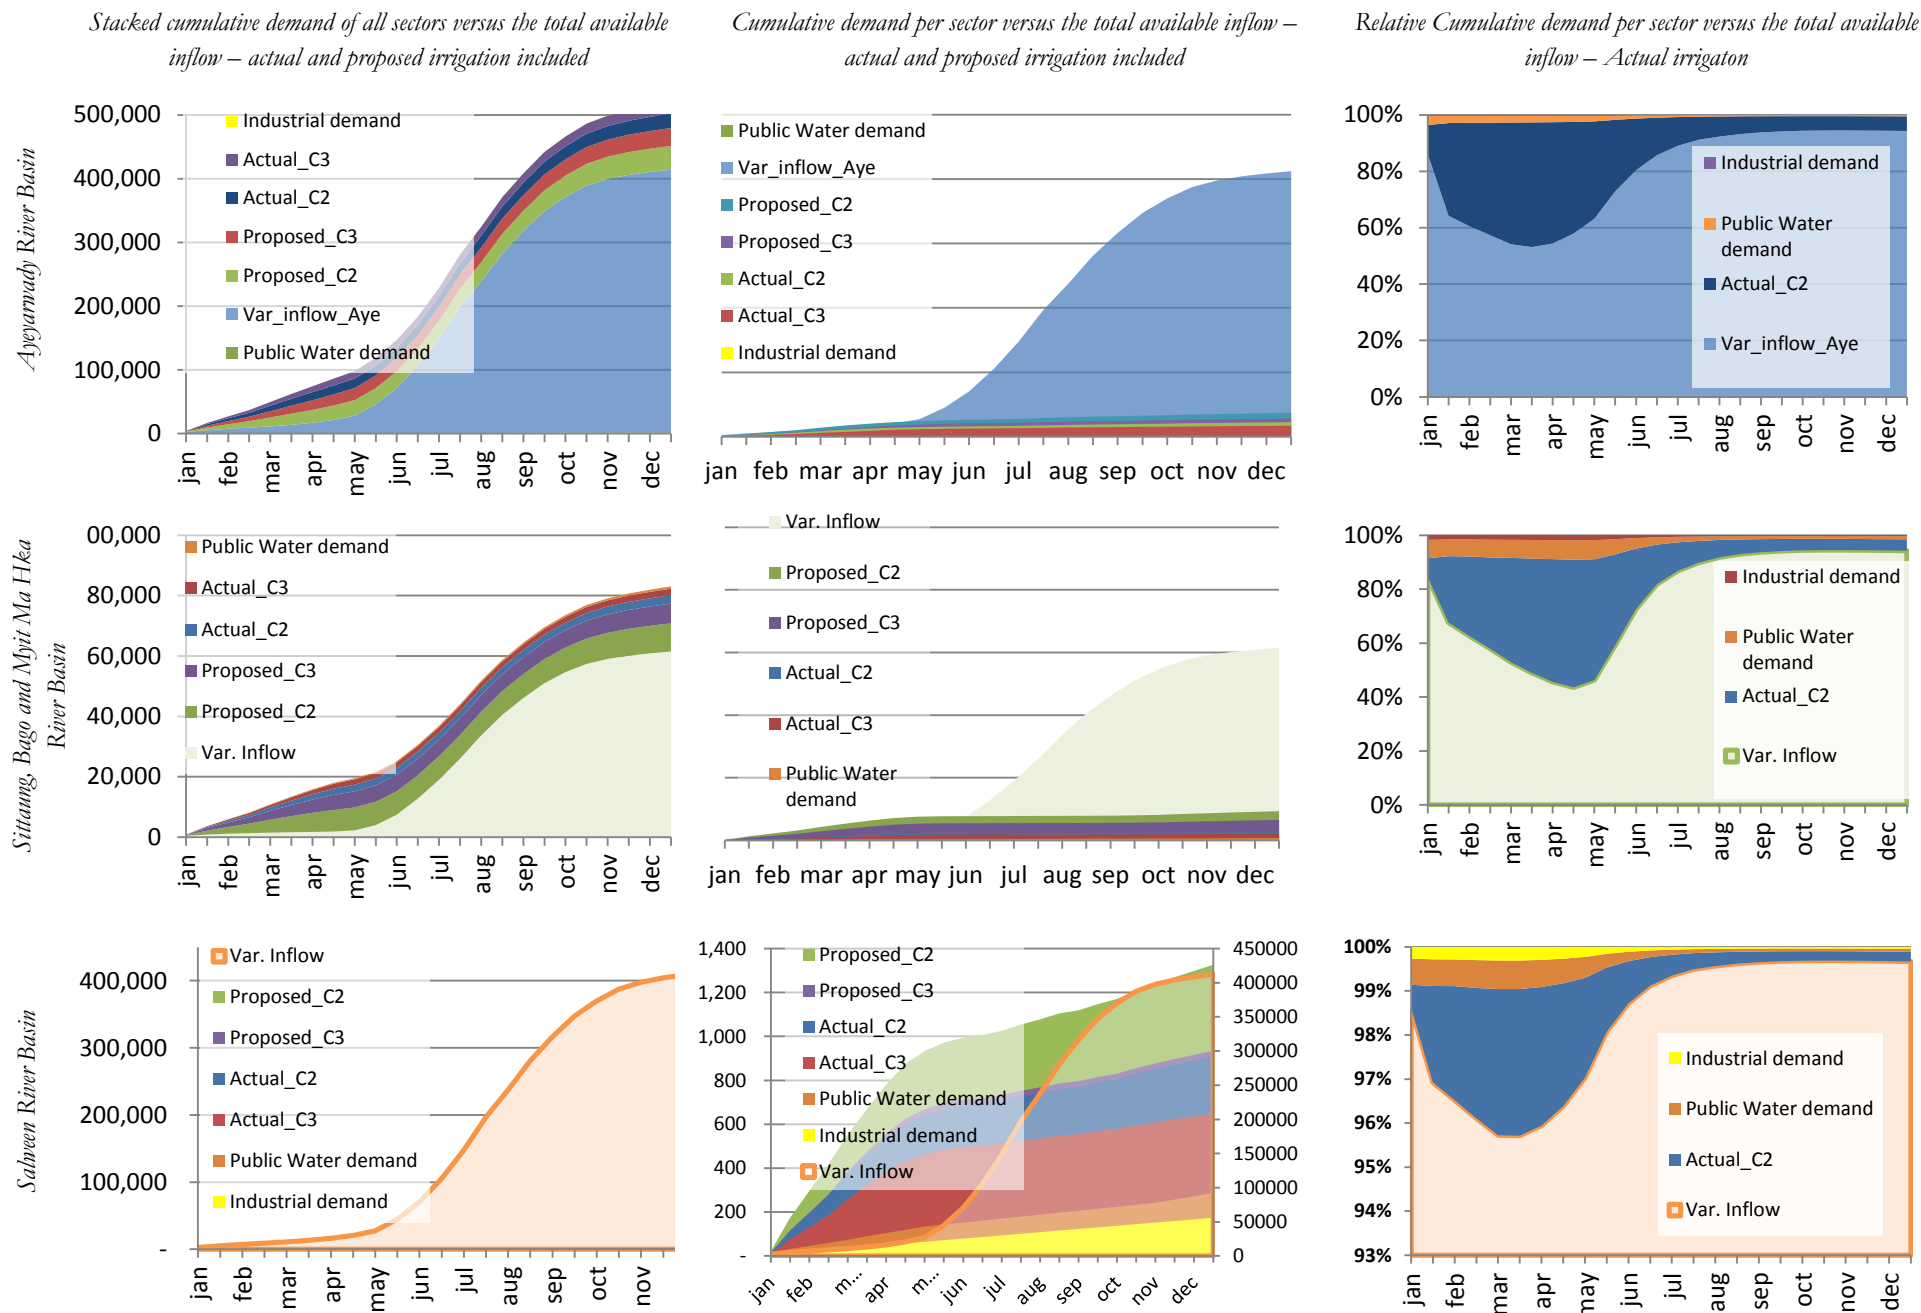 Stacked cumulative demand of all sectors versus the total available
inflow – actual and proposed irrigation included
Cumulative demand per sector versus the total available inflow –
actual and proposed irrigation included
Relative Cumulative demand per sector versus the total available
inflow – Actual irrigaton
Ayeyarwady River Basin
500,000
400,000
300,000
200,000
100,000
0
Industrial demand
Actual_C3
Actual_C2
Proposed_C3
Proposed_C2
Var_inflow_Aye
Public Water demand
jan
feb
mar
apr
may
jun
jul
aug
sep
oct
nov
dec
Public Water demand
Var_inflow_Aye
Proposed_C2
Proposed_C3
Actual_C2
Actual_C3
Industrial demand
jan feb mar apr may jun jul aug sep oct nov dec
100%
80%
60%
40%
20%
0%
Industrial demand
Public Water
demand
Actual_C2
Var_inflow_Aye
jan
feb
mar
apr
may
jun
jul
aug
sep
oct
nov
dec
Sittaung, Bago and Myit Ma Hka
River Basin
00,000
80,000
60,000
40,000
20,000
0
Public Water demand
Actual_C3
Actual_C2
Proposed_C3
Proposed_C2
Var. Inflow
jan
feb
mar
apr
may
jun
jul
aug
sep
oct
nov
dec
Var. Inflow
Proposed_C2
Proposed_C3
Actual_C2
Actual_C3
Public Water
demand
jan feb mar apr may jun jul aug sep oct nov dec
100%
80%
60%
40%
20%
0%
Industrial demand
Public Water
demand
Actual_C2
Var. Inflow
jan
feb
mar
apr
may
jun
jul
aug
sep
oct
nov
dec
Salween River Basin
400,000
300,000
200,000
100,000
-
Var. Inflow
Proposed_C2
Proposed_C3
Actual_C2
Actual_C3
Public Water demand
Industrial demand
jan
feb
mar
apr
may
jun
jul
aug
sep
oct
nov
1,400
1,200
1,000
800
600
400
200
-
Proposed_C2
Proposed_C3
Actual_C2
Actual_C3
Public Water demand
Industrial demand
Var. Inflow
450000
400000
350000
300000
250000
200000
150000
100000
50000
0
jan
feb
m...
apr
m...
jun
jul
aug
sep
oct
nov
dec
100%
99%
98%
97%
96%
95%
94%
93%
Industrial demand
Public Water demand
Actual_C2
Var. Inflow
jan
feb
mar
apr
may
jun
jul
aug
sep
oct
nov
dec